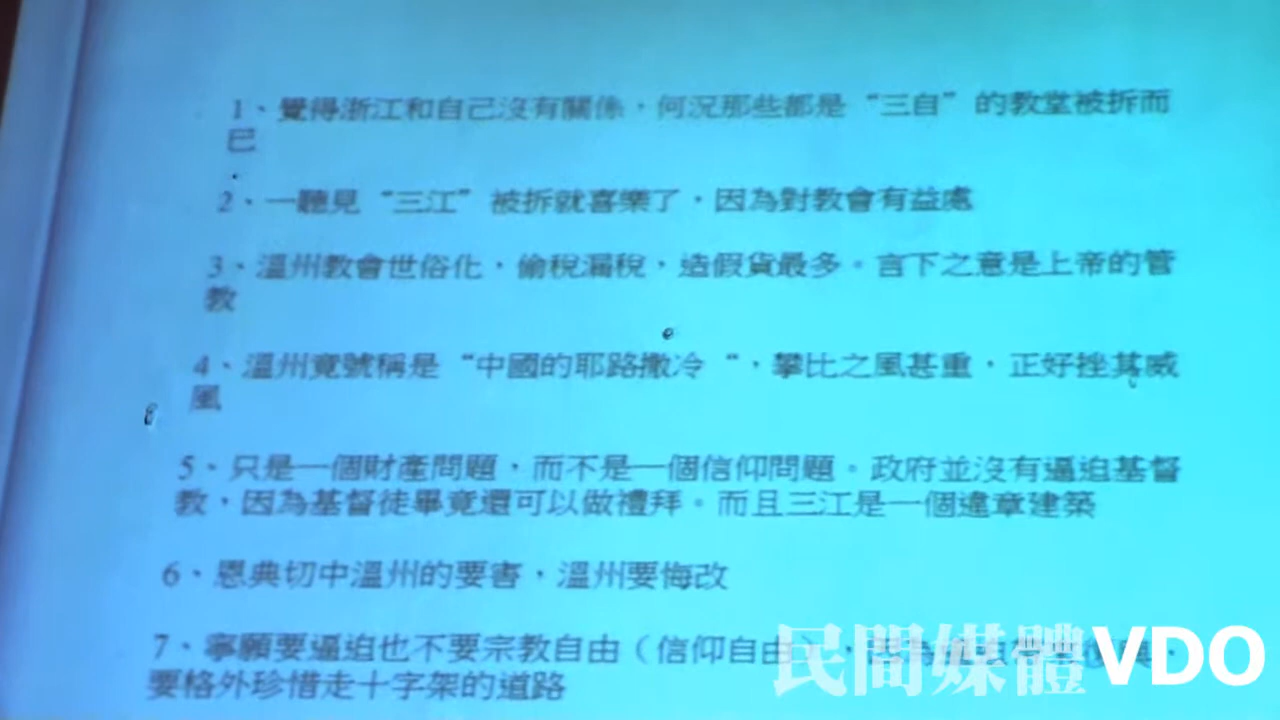 1、覺得浙江和自己沒有關係，何況那些都是“三自”的教堂被拆而
已
2、一聽見“三江”被拆就喜樂了，因為對教會有益處
3、溫州教會世俗化，偷稅漏稅，造假貨最多。言下之意是上帝的管
教
4、溫州竟號稱是“中國的耶路撒冷“，攀比之風甚重，正好挫其威
風
5、只是一個財產問題，而不是一個信仰問題。政府並沒有逼迫基督
教，因為基督徒畢竟還可以做禮拜。而且三江是一個違章建築
6、恩典切中溫州的要害，溫州要悔改
7、寧願要逼迫也不要宗教自由（信仰自由），
要格外珍惜走十字架的道路
民間媒體VDO